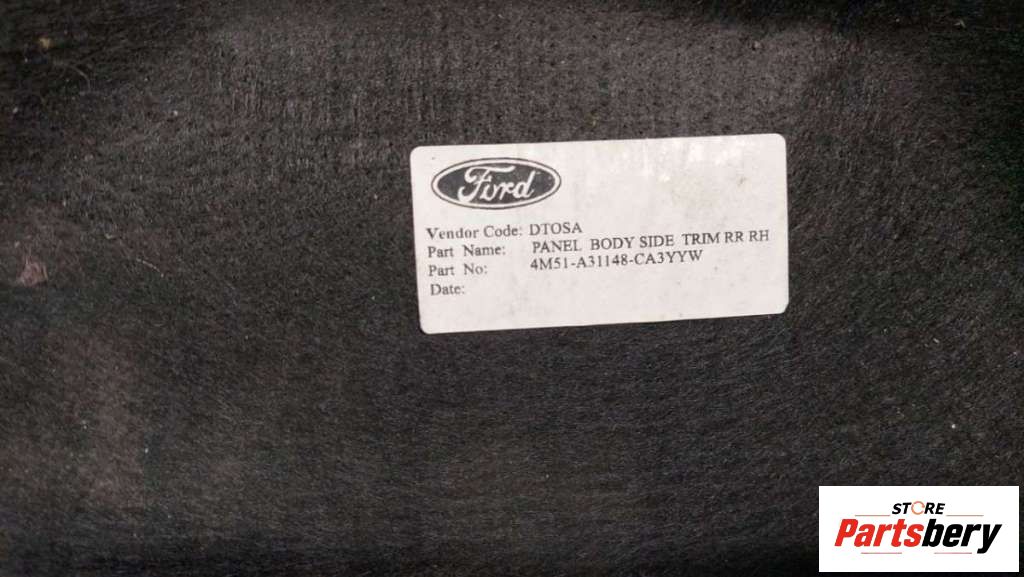 Ford
Vendor Code: DTOSA
Part Name: PANEL BODY SIDE TRIM RR RH
Part No: 4M51-A31148-CA3YYW
Date:
STORE
Partsbery